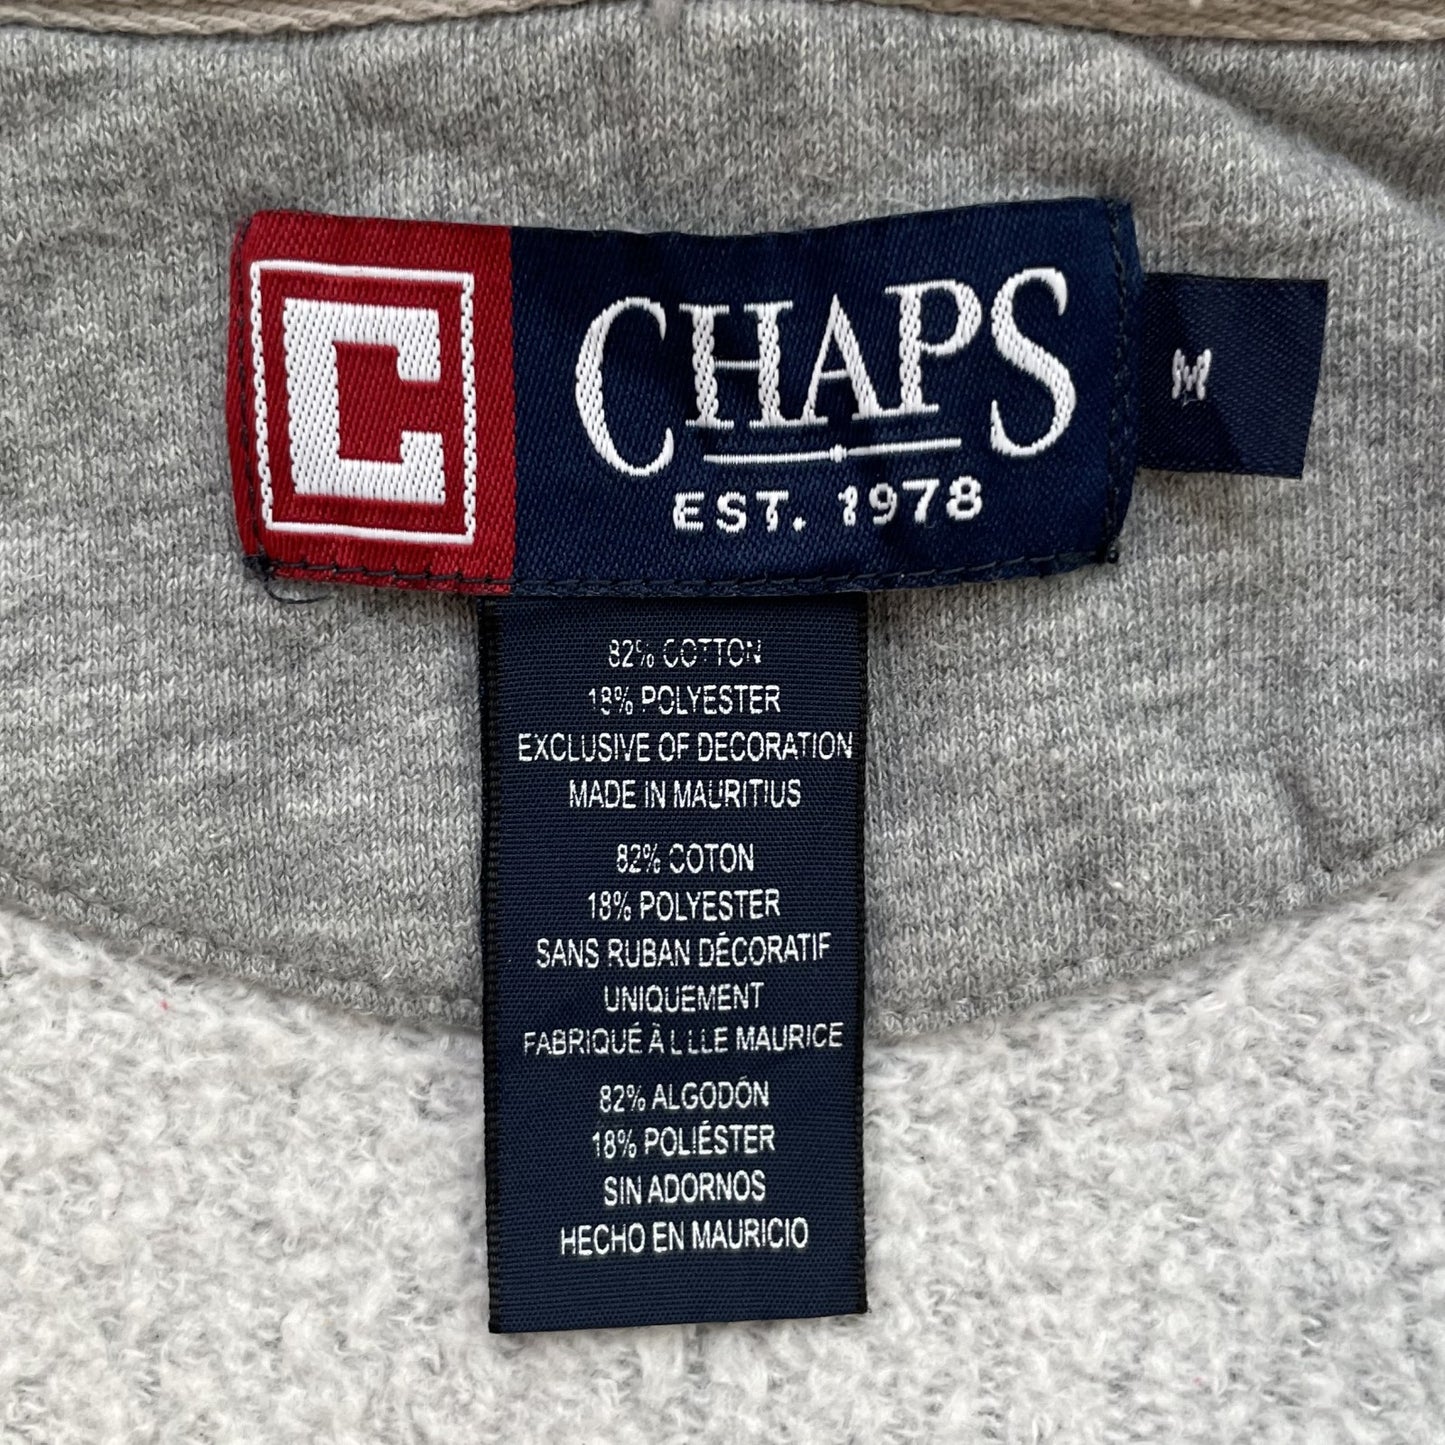 C
CHAPS
EST. 1978
M
82% COTTON
18% POLYESTER
EXCLUSIVE OF DECORATION
MADE IN MAURITIUS
82% COTON
18% POLYESTER
SANS RUBAN DÉCORATIF
UNIQUEMENT
FABRIQUÉ À L LLE MAURICE
82% ALGODÓN
18% POLIÉSTER
SIN ADORNOS
HECHO EN MAURICIO